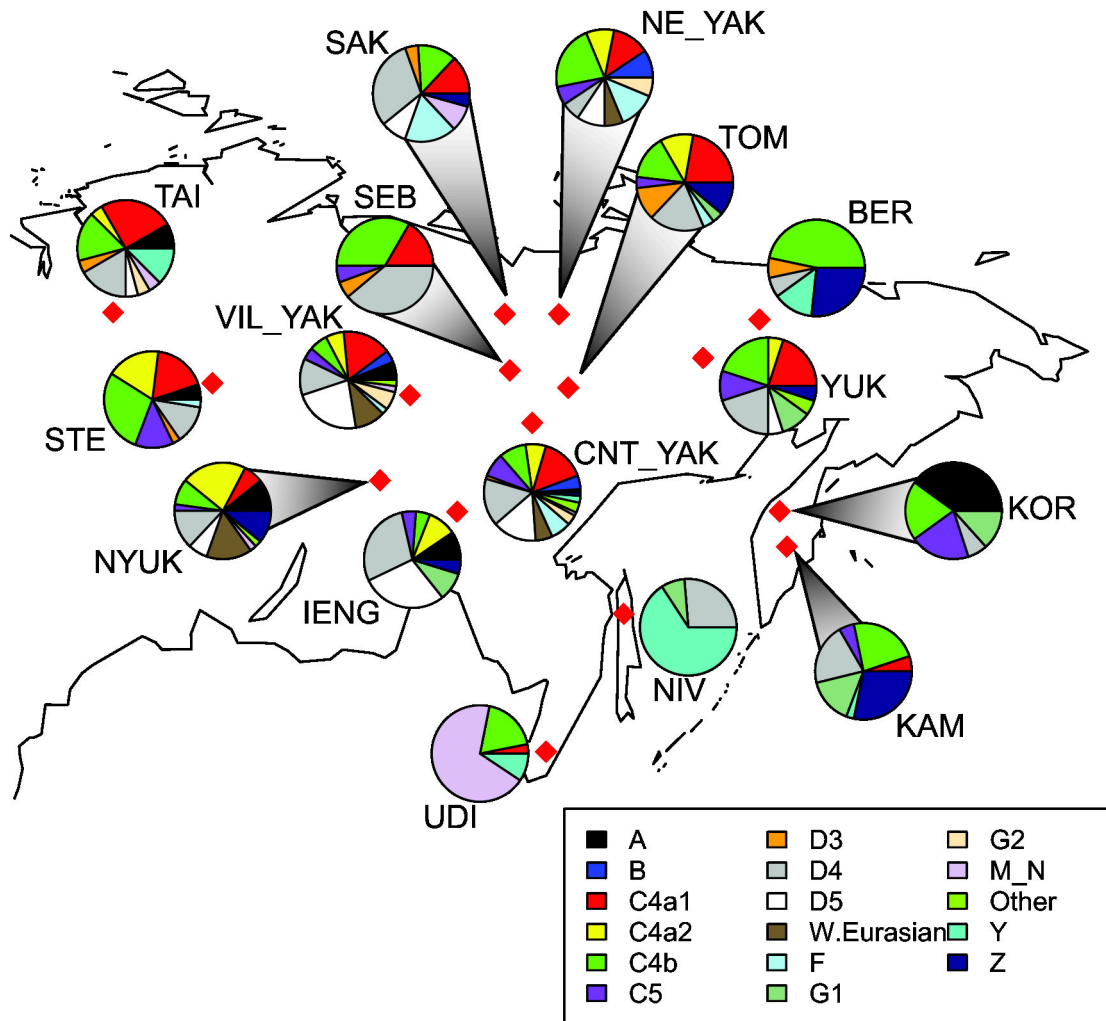 NE_YAK
SAK
TOM
TAI
SEB
BER
VIL_YAK
YUK
STE
CNT_YAK
KOR
NYUK
IENG
NIV
KAM
UDI
A
B
C4a1
C4a2
C4b
C5
D3
D4
D5
W.Eurasian
F
G1
G2
M_N
Other
Y
Z